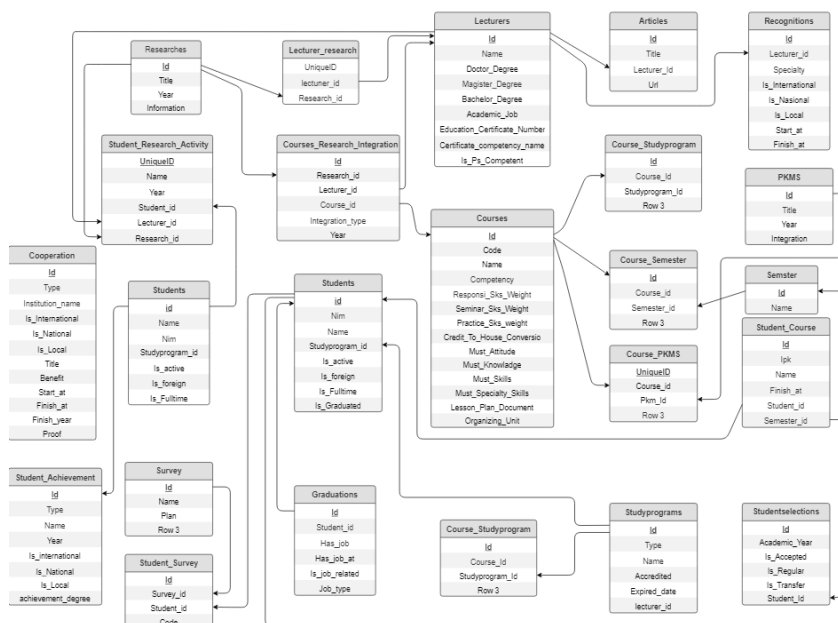 Researches
Id
Title
Year
Information
Lecturer_research
UniqueID
lectuner_id
Research_id
Lecturers
Id
Name
Doctor_Degree
Magister_Degree
Bachelor_Degree
Academic_Job
Education_Certificate_Number
Certificate_competency_name
Is_Ps_Competent
Articles
Id
Title
Lecturer_Id
Url
Recognitions
Id
Lecturer_id
Specialty
Is_International
Is_Nasional
Is_Local
Start_at
Finish_at
Student_Research_Activity
UniqueID
Name
Year
Student_id
Lecturer_id
Research_id
Courses_Research_Integration
Id
Research_id
Lecturer_id
Course_id
Integration_type
Year
Course_Studyprogram
Id
Course_Id
Studyprogram_Id
Row 3
PKMS
Id
Title
Year
Integration
Cooperation
Id
Type
Institution_name
Is_International
Is_National
Is_Local
Title
Benefit
Start_at
Finish_at
Finish_year
Proof
Students
id
Name
Nim
Studyprogram_id
Is_active
Is_foreign
Is_Fulltime
Students
id
Nim
Name
Studyprogram_id
Is_active
Is_foreign
Is_Fulltime
Is_Graduated
Courses
Id
Code
Name
Competency
Responsi_Sks_Weight
Seminar_Sks_Weight
Practice_Sks_weight
Credit_To_House_Conversio
Must_Attitude
Must_Knowladge
Must_Skills
Must_Specialty_Skills
Lesson_Plan_Document
Organizing_Unit
Course_Semester
Id
Course_id
Semester_id
Row 3
Semster
Id
Name
Course_PKMS
UniqueID
Course_id
Pkm_Id
Row 3
Student_Course
Id
Ipk
Name
Finish_at
Student_id
Semester_id
Student_Achievement
Id
Type
Name
Year
Is_international
Is_National
Is_Local
achievement_degree
Survey
Id
Name
Plan
Row 3
Student_Survey
Id
Survey_id
Student_id
Code
Graduations
Id
Student_id
Has_job
Has_job_at
Is_job_related
Job_type
Course_Studyprogram
Id
Course_Id
Studyprogram_Id
Row 3
Studyprograms
Id
Type
Name
Accredited
Expired_date
lecturer_id
Studentselections
Id
Academic_Year
Is_Accepted
Is_Regular
Is_Transfer
Student_Id